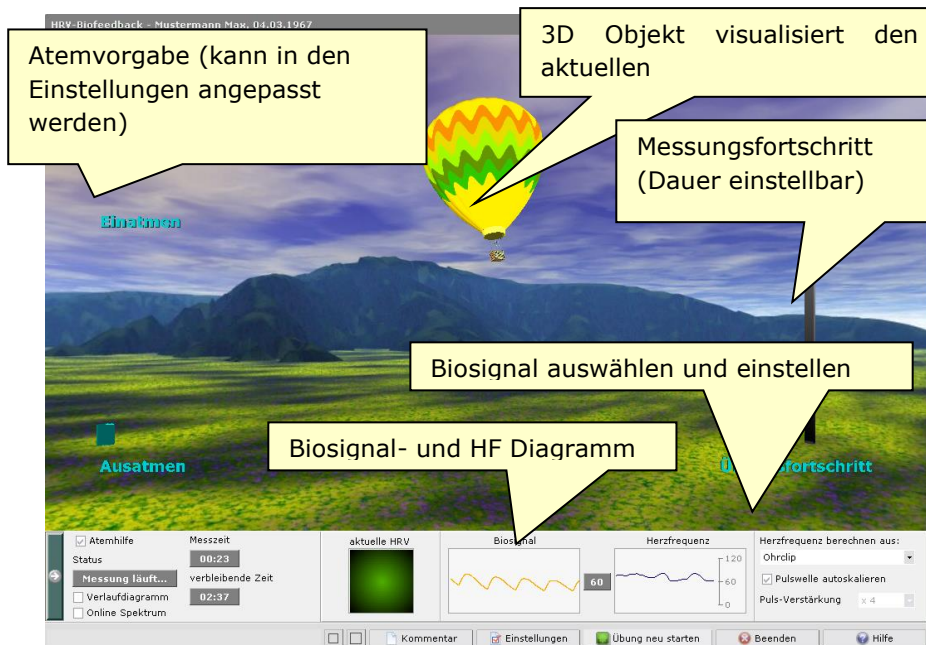 HRV-Biofeedback - Mustermann Max, 04.03.1967
Atemvorgabe (kann in den
Einstellungen angepasst
werden)
3D Objekt visualisiert den
aktuellen
Messungsfortschritt
(Dauer einstellbar)
Einatmen
Biosignal auswählen und einstellen
Biosignal- und HF Diagramm
Ausatmen
Atemhilfe
Messzeit
Status
00:23
Messung läuft...
verbleibende Zeit
Verlaufdiagramm
02:37
Online Spektrum
aktuelle HRV
Biosignal
60
Herzfrequenz
120
60
0
Herzfrequenz berechnen aus:
Ohrclip
Pulswelle autoskalieren
Puls-Verstärkung
x 4
Kommentar
Einstellungen
Übung neu starten
Beenden
Hilfe